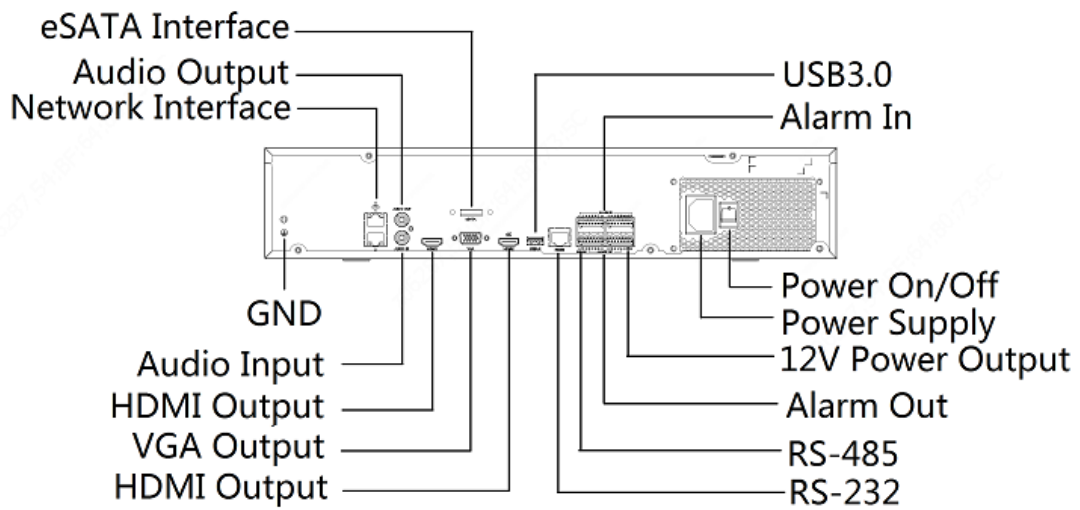 eSATA Interface
Audio Output
Network Interface
USB3.0
Alarm In
GND
Audio Input
HDMI Output
VGA Output
HDMI Output
Power On/Off
Power Supply
12V Power Output
Alarm Out
RS-485
RS-232